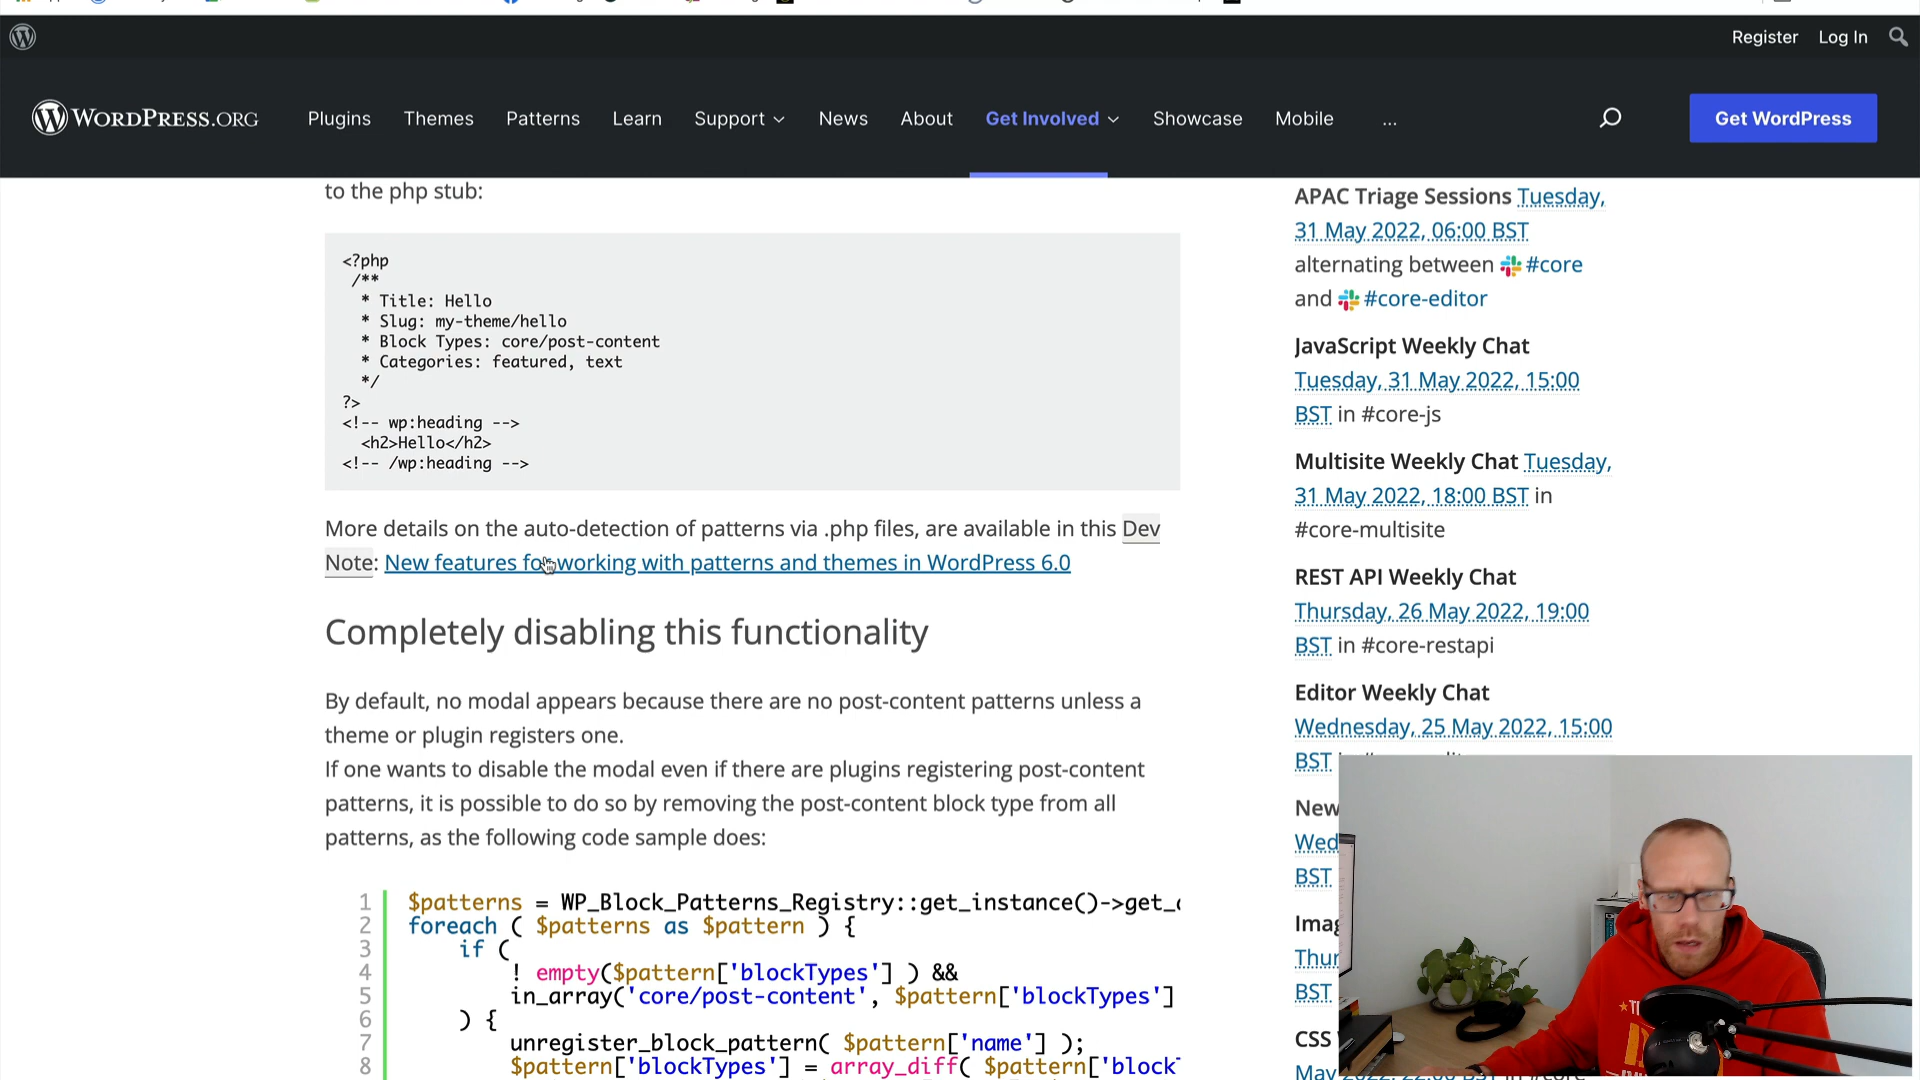 Register Log In
WORDPRESS.ORG Plugins Themes Patterns Learn Support News About Get Involved Showcase Mobile ... Get WordPress
to the php stub:
<?php
/**
* Title: Hello
* Slug: my-theme/hello
* Block Types: core/post-content
* Categories: featured, text
*/
?>
<!-- wp:heading -->
<h2>Hello</h2>
<!-- /wp:heading -->
More details on the auto-detection of patterns via .php files, are available in this Dev
Note: New features for working with patterns and themes in WordPress 6.0
Completely disabling this functionality
By default, no modal appears because there are no post-content patterns unless a
theme or plugin registers one.
If one wants to disable the modal even if there are plugins registering post-content
patterns, it is possible to do so by removing the post-content block type from all
patterns, as the following code sample does:
1 $patterns = WP_Block_Patterns_Registry::get_instance()->get_
2 foreach ( $patterns as $pattern ) {
3 if (
4 ! empty($pattern['blockTypes'] ) &&
5 in_array('core/post-content', $pattern['blockTypes']
6 ) {
7 unregister_block_pattern( $pattern['name'] );
8 $pattern['blockTypes'] = array_diff( $pattern['block
APAC Triage Sessions Tuesday,
31 May 2022, 06:00 BST
alternating between #core
and #core-editor
JavaScript Weekly Chat
Tuesday, 31 May 2022, 15:00
BST in #core-js
Multisite Weekly Chat Tuesday,
31 May 2022, 18:00 BST in
#core-multisite
REST API Weekly Chat
Thursday, 26 May 2022, 19:00
BST in #core-restapi
Editor Weekly Chat
Wednesday, 25 May 2022, 15:00
BST
New
Wed
BST
Imag
Thur
BST
CSS
May